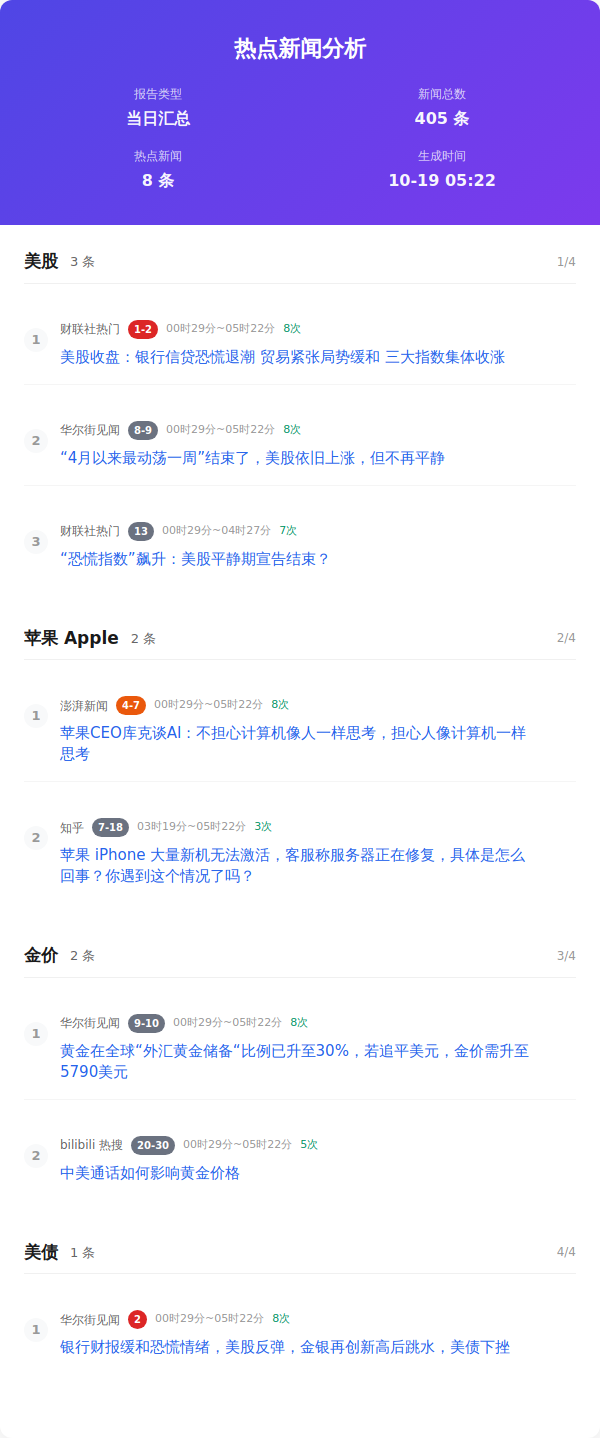 热点新闻分析
报告类型
当日汇总
新闻总数
405 条
热点新闻
8 条
生成时间
10-19 05:22
美股 3 条 1/4
1
财联社热门 1-2 00时29分~05时22分 8次
美股收盘：银行信贷恐慌退潮 贸易紧张局势缓和 三大指数集体收涨
2
华尔街见闻 8-9 00时29分~05时22分 8次
“4月以来最动荡一周”结束了，美股依旧上涨，但不再平静
3
财联社热门 13 00时29分~04时27分 7次
“恐慌指数”飙升：美股平静期宣告结束？
苹果 Apple 2 条 2/4
1
澎湃新闻 4-7 00时29分~05时22分 8次
苹果CEO库克谈AI：不担心计算机像人一样思考，担心人像计算机一样
思考
2
知乎 7-18 03时19分~05时22分 3次
苹果 iPhone 大量新机无法激活，客服称服务器正在修复，具体是怎么
回事？你遇到这个情况了吗？
金价 2 条 3/4
1
华尔街见闻 9-10 00时29分~05时22分 8次
黄金在全球“外汇黄金储备“比例已升至30%，若追平美元，金价需升至
5790美元
2
bilibili 热搜 20-30 00时29分~05时22分 5次
中美通话如何影响黄金价格
美债 1 条 4/4
1
华尔街见闻 2 00时29分~05时22分 8次
银行财报缓和恐慌情绪，美股反弹，金银再创新高后跳水，美债下挫